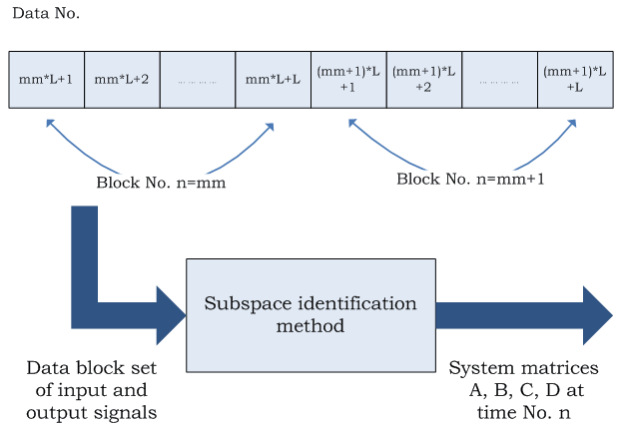 Data No.
mm*L+1
mm*L+2
... ... ... ...
mm*L+L
(mm+1)*L
+1
(mm+1)*L
+2
... ... ... ...
(mm+1)*L
+L
Block No. n=mm
Block No. n=mm+1
Subspace identification
method
Data block set
of input and
output signals
System matrices
A, B, C, D at
time No. n